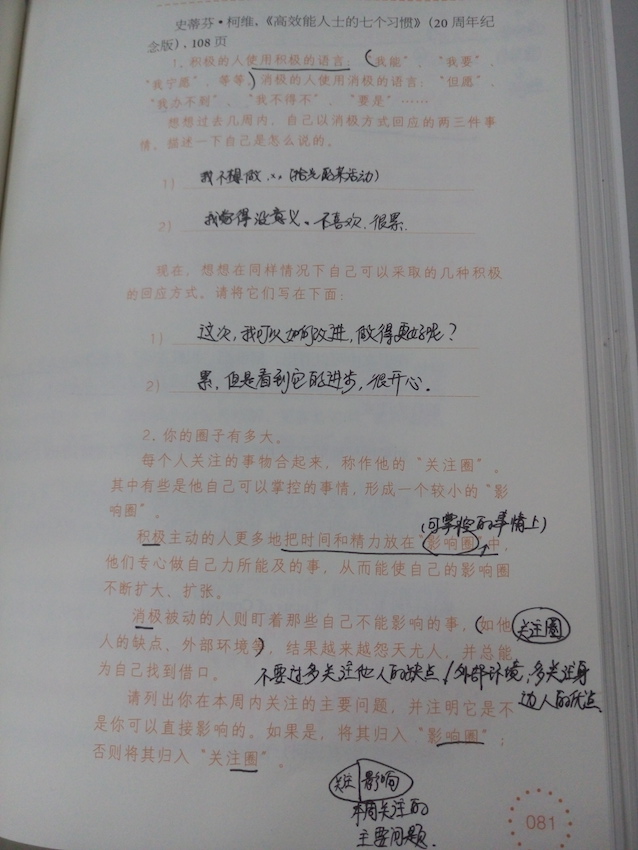 史蒂芬·柯维,《高效能人士的七个习惯》(20周年纪
念版),108页
1.积极的人使用积极的语言:“我能”、“我要”、
“我宁愿”,等等。消极的人使用消极的语言:“但愿”、
“我办不到”、“我不得不”、“要是”……
想想过去几周内,自己以消极方式回应的两三件事
情。描述一下自己是怎么说的。
1) 我不想做
2) 我觉得没意义。不喜欢.很累.
现在,想想在同样情况下自己可以采取的几种积极
的回应方式。请将它们写在下面:
1) 这次,我可以如何改进,做得更好呢?
2) 累,但是看到它的进步,很开心。
2.你的圈子有多大。
每个人关注的事物合起来,称作他的“关注圈”。
其中有些是他自己可以掌控的事情,形成一个较小的“影
响圈”。
(可掌控的事情上)
积极主动的人更多地把时间和精力放在“影响圈”中,
他们专心做自己力所能及的事,从而能使自己的影响圈
不断扩大、扩张。
消极被动的人则盯着那些自己不能影响的事,(如他
关注圈
人的缺点、外部环境等),结果越来越怨天尤人,并总能
为自己找到借口。
不要过多关注他人的缺点/外部环境,多关注身
边人的优点
请列出你在本周内关注的主要问题,并注明它是不
是你可以直接影响的。如果是,将其归入“影响圈”;
否则将其归入“关注圈”。
关注 影响
本周关注的
主要问题.
081